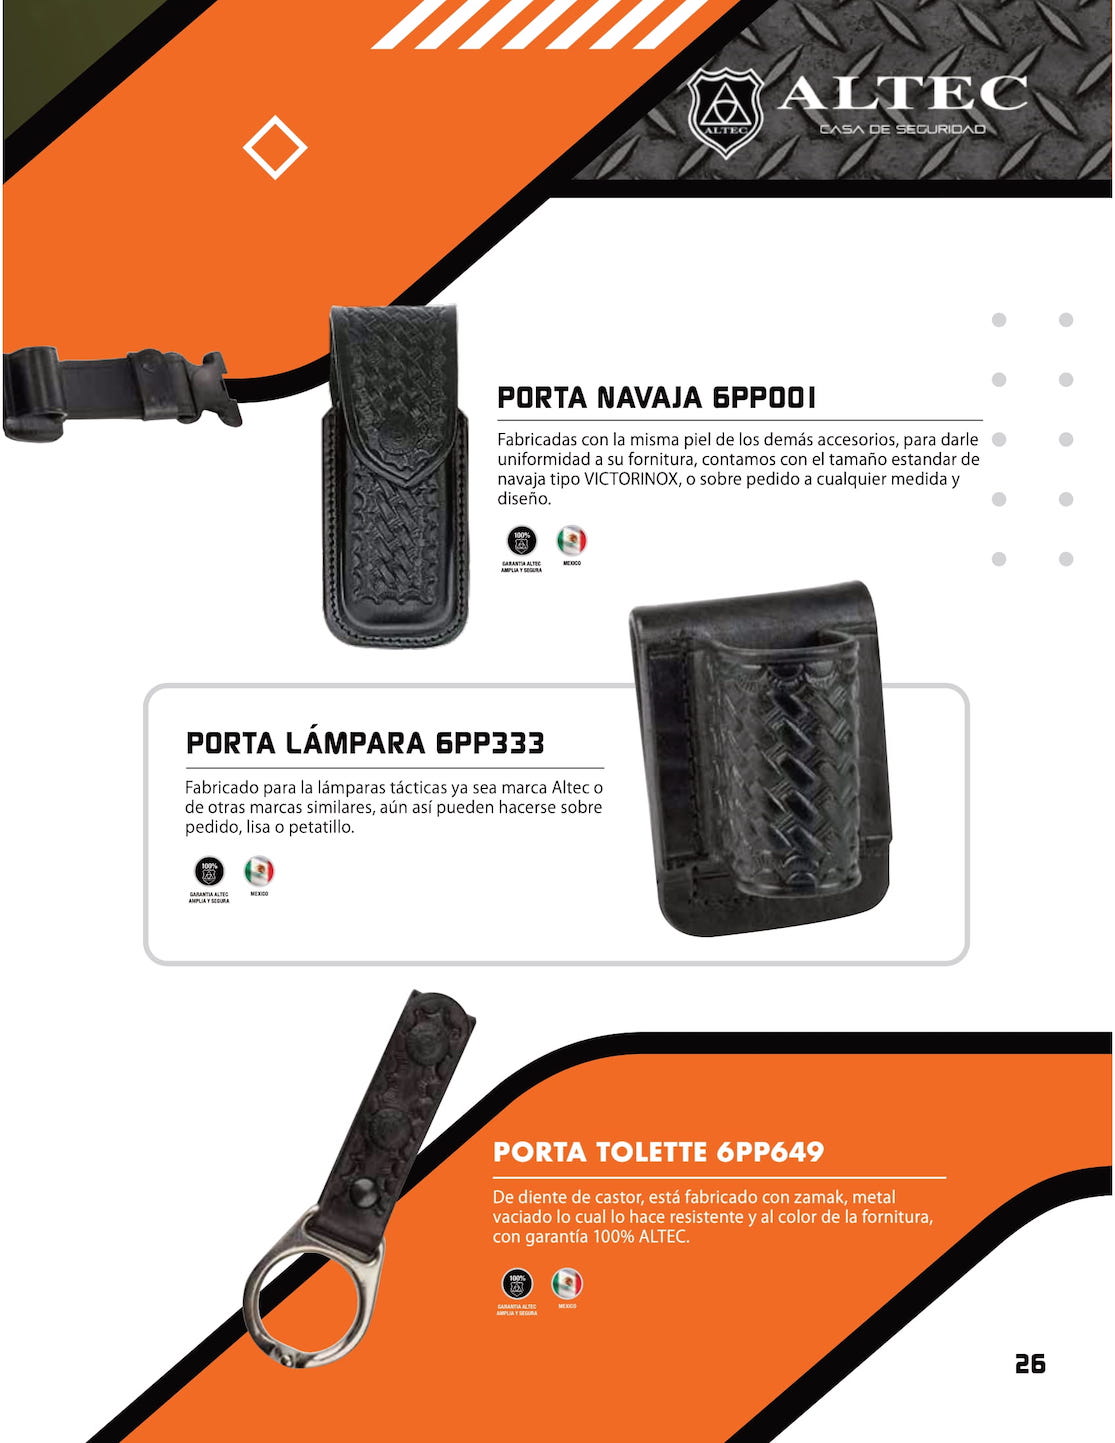 ALTEC
ALTEC
CASA DE SEGURIDAD
PORTA NAVAJA 6PP001
Fabricadas con la misma piel de los demás accesorios, para darle
uniformidad a su fornitura, contamos con el tamaño estandar de
navaja tipo VICTORINOX, o sobre pedido a cualquier medida y
diseño.
100%
GARANTIA ALTEC
AMPLIA Y SEGURA
MEXICO
PORTA LÁMPARA 6PP333
Fabricado para la lámparas tácticas ya sea marca Altec o
de otras marcas similares, aún así pueden hacerse sobre
pedido, lisa o petatillo.
100%
GARANTIA ALTEC
AMPLIA Y SEGURA
MEXICO
PORTA TOLETTE 6PP649
De diente de castor, está fabricado con zamak, metal
vaciado lo cual lo hace resistente y al color de la fornitura,
con garantía 100% ALTEC.
100%
GARANTIA ALTEC
AMPLIA Y SEGURA
MEXICO
26